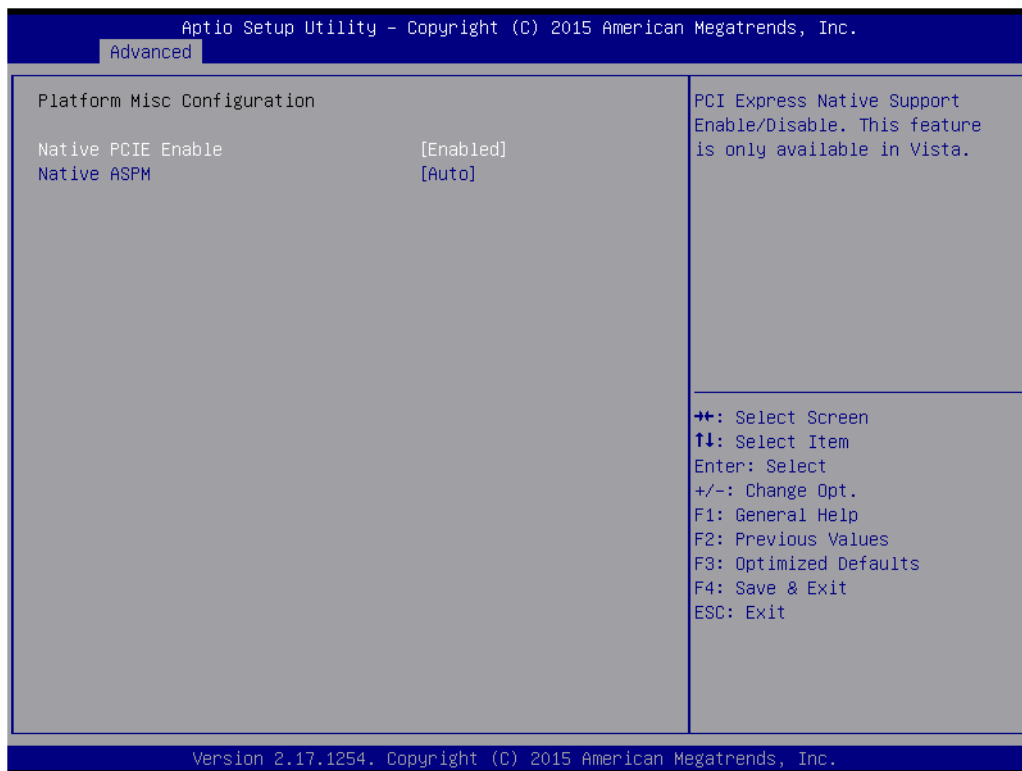 Aptio Setup Utility – Copyright (C) 2015 American Megatrends, Inc.
Advanced
Platform Misc Configuration
Native PCIE Enable [Enabled]
Native ASPM [Auto]
PCI Express Native Support
Enable/Disable. This feature
is only available in Vista.
→←: Select Screen
↑↓: Select Item
Enter: Select
+/-: Change Opt.
F1: General Help
F2: Previous Values
F3: Optimized Defaults
F4: Save & Exit
ESC: Exit
Version 2.17.1254. Copyright (C) 2015 American Megatrends, Inc.